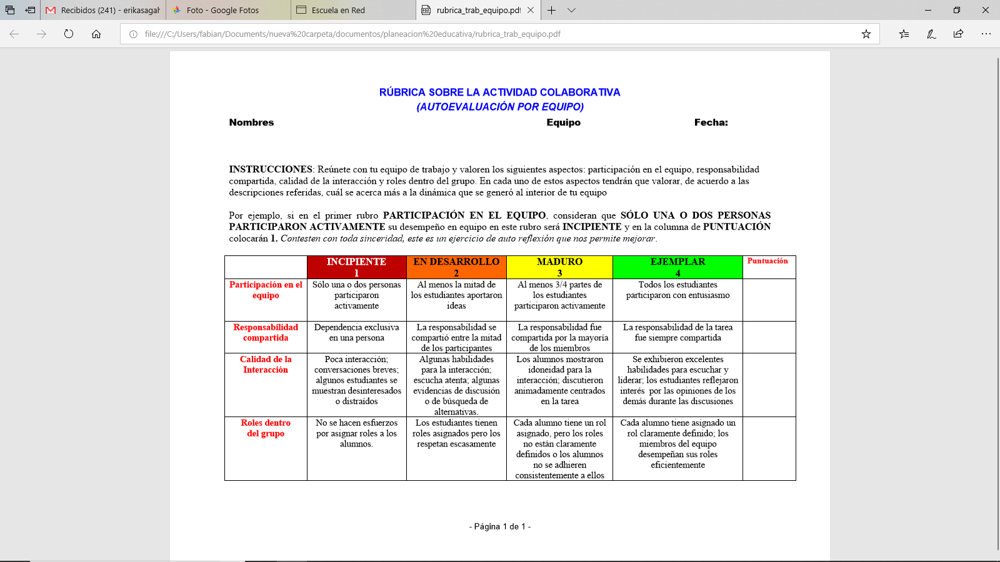 Recibidos (241) - erikasagah
Foto - Google Fotos
Escuela en Red
rubrica_trab_equipo.pdf
file:///C:/Users/fabian/Documents/nueva%20carpeta/documentos/planeacion%20educativa/rubrica_trab_equipo.pdf
RÚBRICA SOBRE LA ACTIVIDAD COLABORATIVA
(AUTOEVALUACIÓN POR EQUIPO)
Nombres Equipo Fecha:
INSTRUCCIONES: Reúnete con tu equipo de trabajo y valoren los siguientes aspectos: participación en el equipo, responsabilidad
compartida, calidad de la interacción y roles dentro del grupo. En cada uno de estos aspectos tendrán que valorar, de acuerdo a las
descripciones referidas, cuál se acerca más a la dinámica que se generó al interior de tu equipo
Por ejemplo, si en el primer rubro PARTICIPACIÓN EN EL EQUIPO, consideran que SÓLO UNA O DOS PERSONAS
PARTICIPARON ACTIVAMENTE su desempeño en equipo en este rubro será INCIPIENTE y en la columna de PUNTUACIÓN
colocarán 1. Contesten con toda sinceridad, este es un ejercicio de auto reflexión que nos permite mejorar.
INCIPIENTE
1
EN DESARROLLO
2
MADURO
3
EJEMPLAR
4
Puntuación
Participación en el
equipo
Sólo una o dos personas
participaron
activamente
Al menos la mitad de
los estudiantes aportaron
ideas
Al menos 3/4 partes de
los estudiantes
participaron activamente
Todos los estudiantes
participaron con entusiasmo
Responsabilidad
compartida
Dependencia exclusiva
en una persona
La responsabilidad se
compartió entre la mitad
de los participantes
La responsabilidad fue
compartida por la mayoría
de los miembros
La responsabilidad de la tarea
fue siempre compartida
Calidad de la
Interacción
Poca interacción;
conversaciones breves;
algunos estudiantes se
muestran desinteresados
o distraídos
Algunas habilidades
para la interacción;
escucha atenta; algunas
evidencias de discusión
o de búsqueda de
alternativas.
Los alumnos mostraron
idoneidad para la
interacción; discutieron
animadamente centrados
en la tarea
Se exhibieron excelentes
habilidades para escuchar y
liderar; los estudiantes reflejaron
interés por las opiniones de los
demás durante las discusiones
Roles dentro
del grupo
No se hacen esfuerzos
por asignar roles a los
alumnos.
Los estudiantes tienen
roles asignados pero los
respetan escasamente
Cada alumno tiene un rol
asignado, pero los roles
no están claramente
definidos o los alumnos
no se adhieren
consistentemente a ellos
Cada alumno tiene asignado un
rol claramente definido; los
miembros del equipo
desempeñan sus roles
eficientemente
- Página 1 de 1 -